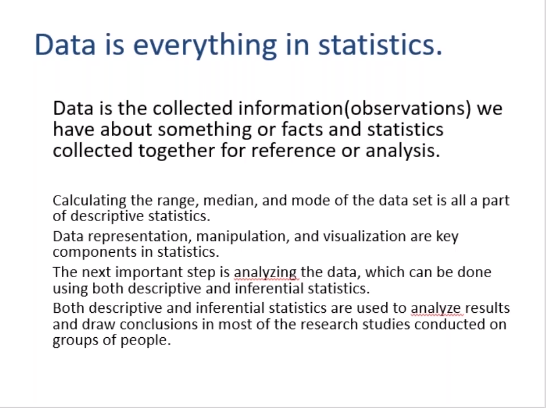 Data is everything in statistics.
Data is the collected information(observations) we
have about something or facts and statistics
collected together for reference or analysis.
Calculating the range, median, and mode of the data set is all a part
of descriptive statistics.
Data representation, manipulation, and visualization are key
components in statistics.
The next important step is analyzing the data, which can be done
using both descriptive and inferential statistics.
Both descriptive and inferential statistics are used to analyze results
and draw conclusions in most of the research studies conducted on
groups of people.